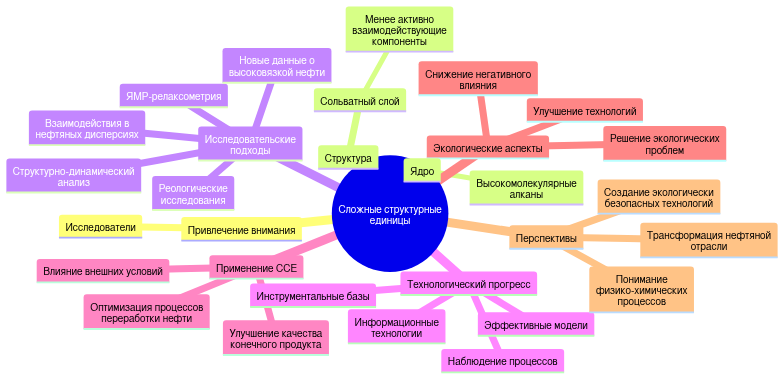 Менее активно
взаимодействующие
компоненты
Новые данные о
высоковязкой нефти
Снижение негативного
влияния
ЯМР-релаксометрия
Сольватный слой
Улучшение технологий
Взаимодействия в
нефтяных дисперсиях
Исследовательские
подходы
Экологические аспекты
Решение экологических
проблем
Структура
Ядро
Структурно-динамический
анализ
Реологические
исследования
Высокомолекулярные
алканы
Создание экологически
безопасных технологий
Сложные структурные
единицы
Исследователи
Привлечение внимания
Перспективы
Трансформация нефтяной
отрасли
Влияние внешних условий
Применение ССЕ
Технологический прогресс
Понимание
физико-химических
процессов
Инструментальные базы
Оптимизация процессов
переработки нефти
Улучшение качества
конечного продукта
Информационные
технологии
Эффективные модели
Наблюдение процессов